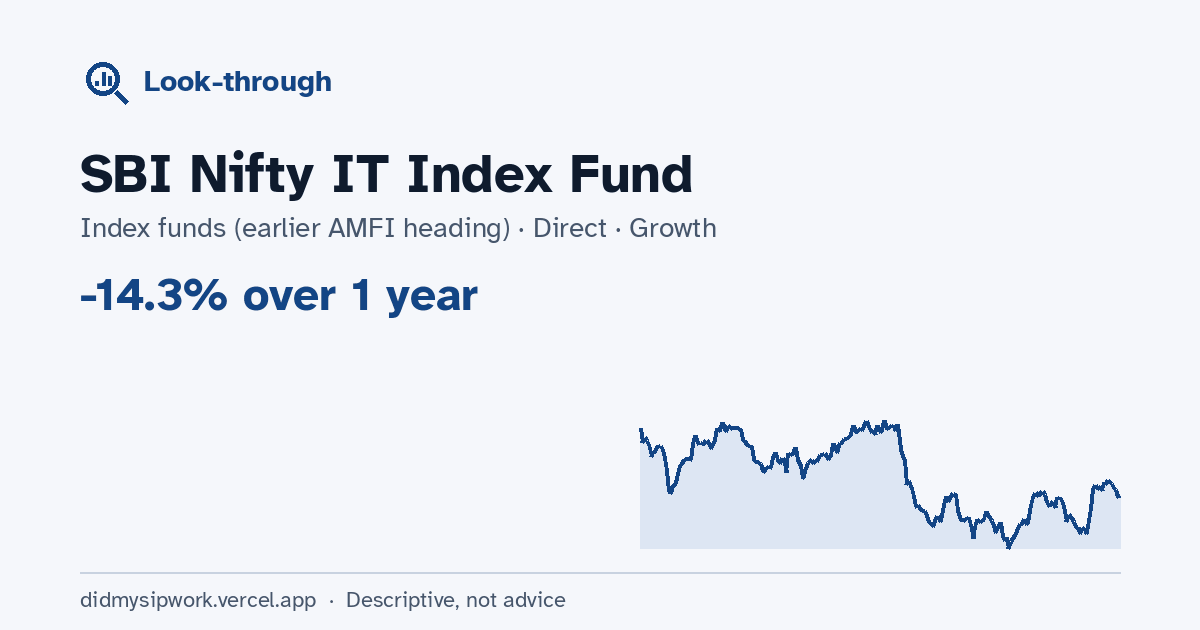 Look-through
SBI Nifty IT Index Fund
Index funds (earlier AMFI heading) · Direct · Growth
-14.3% over 1 year
didmysipwork.vercel.app · Descriptive, not advice